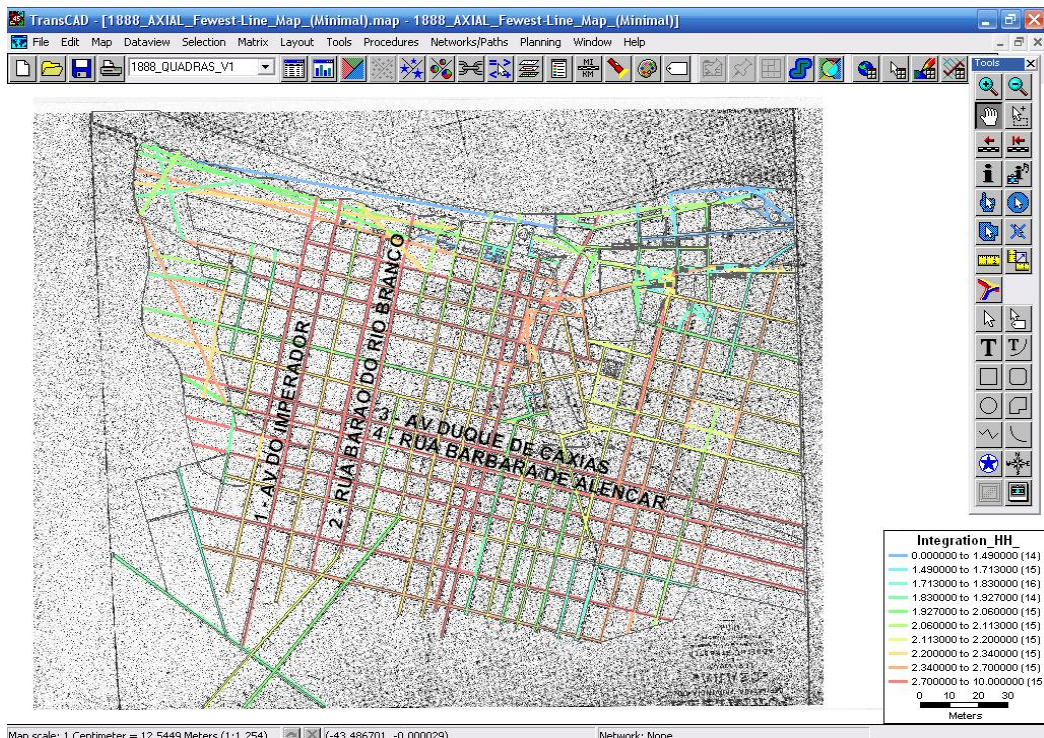 TransCAD - [1888_AXIAL_Fewest-Line_Map_(Minimal).map - 1888_AXIAL_Fewest-Line_Map_(Minimal)]
File Edit Map Dataview Selection Matrix Layout Tools Procedures Networks/Paths Planning Window Help
1888_QUADRAS_V1
MI
KM
Tools
1 - AV DO IMPERADOR
2 - RUA BARAO DO RIO BRANCO
3 - AV DUQUE DE CAXIAS
4 - RUA BARBARA DE ALENCAR
Integration_HH_
0.000000 to 1.490000 (14)
1.490000 to 1.713000 (15)
1.713000 to 1.830000 (16)
1.830000 to 1.927000 (14)
1.927000 to 2.060000 (15)
2.060000 to 2.113000 (15)
2.113000 to 2.200000 (15)
2.200000 to 2.340000 (15)
2.340000 to 2.700000 (15)
2.700000 to 10.000000 (15
0 10 20 30
Meters
Map scale: 1 Centimeter = 12.5449 Meters (1:1,254) (-43.486701, -0.000029) Network: None